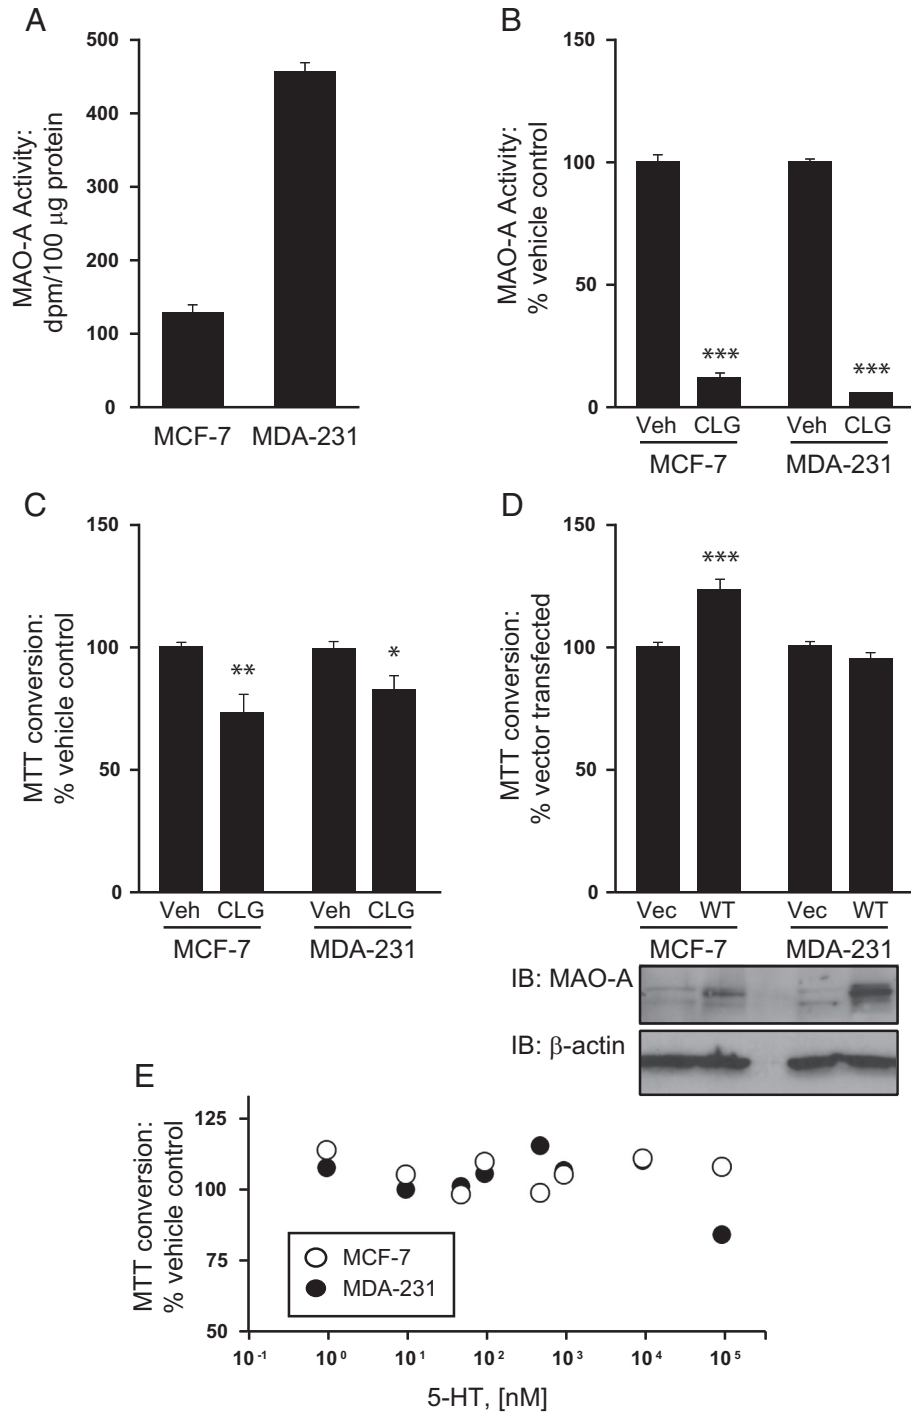 A
MAO-A Activity:
dpm/100 µg protein
500
400
300
200
100
0
MCF-7 MDA-231
B
MAO-A Activity:
% vehicle control
150
100
50
0
***
***
Veh CLG Veh CLG
MCF-7 MDA-231
C
MTT conversion:
% vehicle control
150
100
50
0
**
*
Veh CLG Veh CLG
MCF-7 MDA-231
D
MTT conversion:
% vector transfected
150
100
50
0
***
Vec WT Vec WT
MCF-7 MDA-231
IB: MAO-A
IB: β-actin
E
MTT conversion:
% vehicle control
125
100
75
50
MCF-7
MDA-231
10⁻¹ 10⁰ 10¹ 10² 10³ 10⁴ 10⁵
5-HT, [nM]